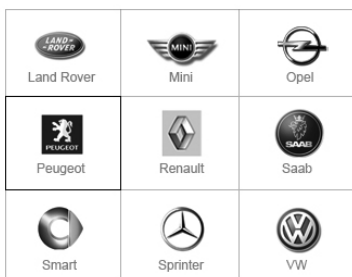 LAND-
ROVER
MINI
Land Rover
Mini
Opel
PEUGEOT
SAAB
Peugeot
Renault
Saab
Smart
Sprinter
VW